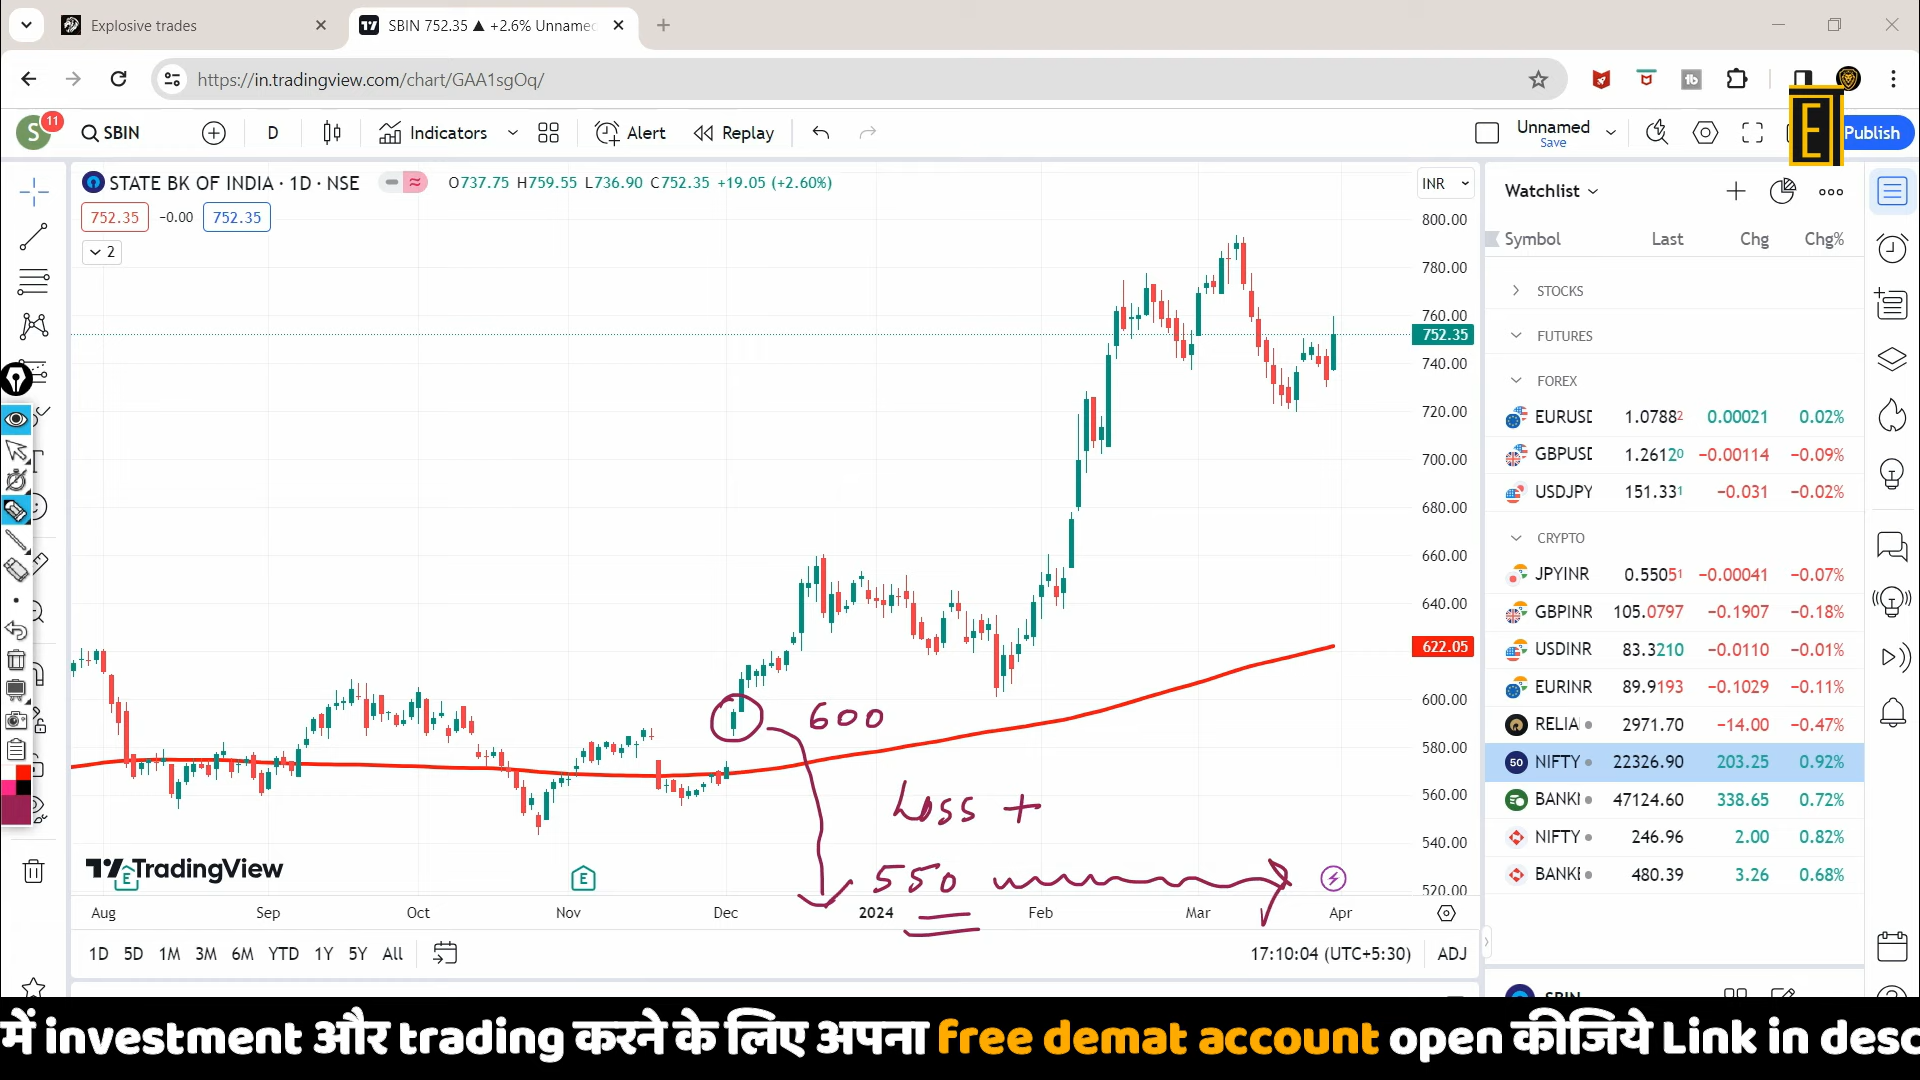 Explosive trades
SBIN 752.35 ▲ +2.6% Unname
https://in.tradingview.com/chart/GAA1sgOq/
S 11 SBIN D Indicators Alert Replay Unnamed Save Publish
E
STATE BK OF INDIA · 1D · NSE O737.75 H759.55 L736.90 C752.35 +19.05 (+2.60%)
752.35 −0.00 752.35
2
INR
800.00
780.00
760.00
752.35
740.00
720.00
700.00
680.00
660.00
640.00
622.05
600.00
580.00
560.00
540.00
520.00
600
Loss +
550
TradingView
E E
Aug Sep Oct Nov Dec 2024 Feb Mar Apr
1D 5D 1M 3M 6M YTD 1Y 5Y All 17:10:04 (UTC+5:30) ADJ
Watchlist
Symbol Last Chg Chg%
STOCKS
FUTURES
FOREX
EURUSD 1.07882 0.00021 0.02%
GBPUSD 1.26120 −0.00114 −0.09%
USDJPY 151.331 −0.031 −0.02%
CRYPTO
JPYINR 0.55051 −0.00041 −0.07%
GBPINR 105.0797 −0.1907 −0.18%
USDINR 83.3210 −0.0110 −0.01%
EURINR 89.9193 −0.1029 −0.11%
RELIA 2971.70 −14.00 −0.47%
50 NIFTY 22326.90 203.25 0.92%
BANKI 47124.60 338.65 0.72%
NIFTY 246.96 2.00 0.82%
BANKE 480.39 3.26 0.68%
SBIN
में investment और trading करने के लिए अपना free demat account open कीजिये Link in desc